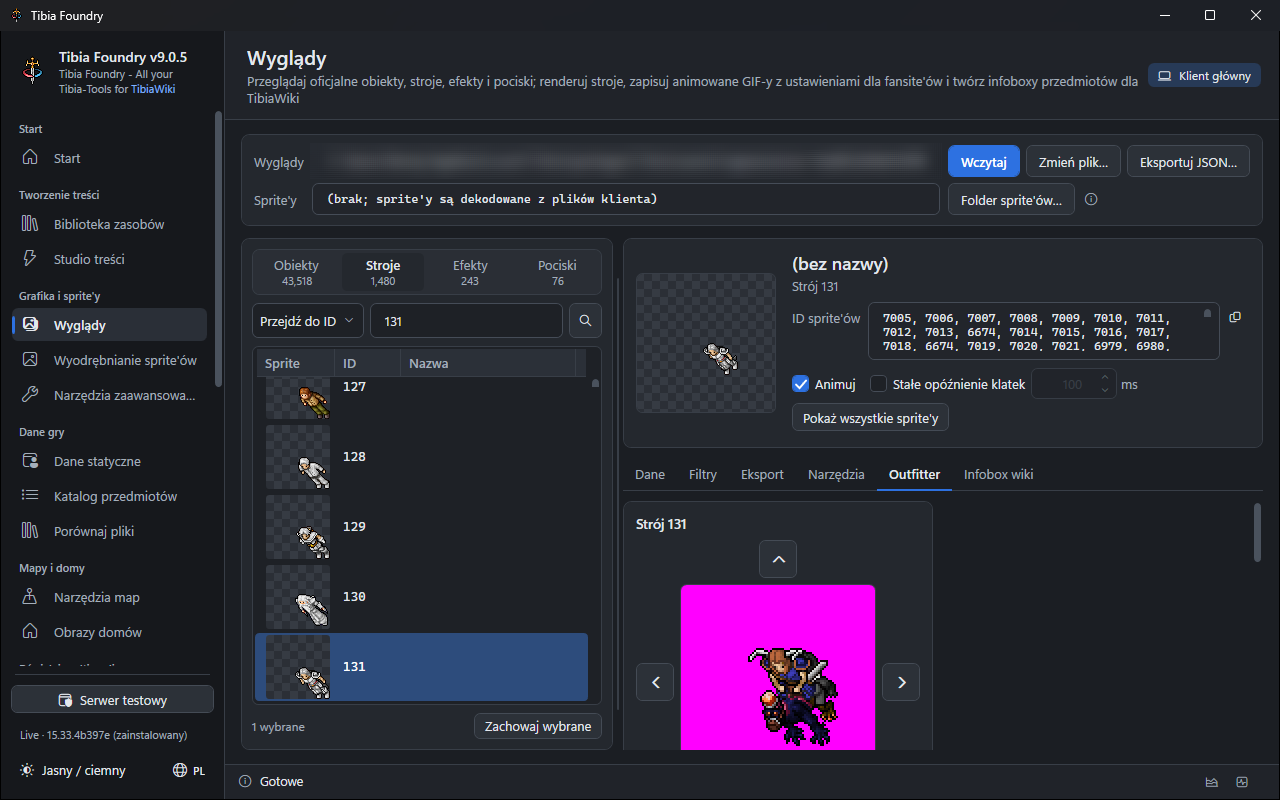 Tibia Foundry
Tibia Foundry v9.0.5
Tibia Foundry - All your
Tibia-Tools for TibiaWiki
Start
Start
Tworzenie treści
Biblioteka zasobów
Studio treści
Grafika i sprite'y
Wyglądy
Wyodrębnianie sprite'ów
Narzędzia zaawansowa...
Dane gry
Dane statyczne
Katalog przedmiotów
Porównaj pliki
Mapy i domy
Narzędzia map
Obrazy domów
Serwer testowy
Live · 15.33.4b397e (zainstalowany)
Jasny / ciemny
PL
Wyglądy
Przeglądaj oficjalne obiekty, stroje, efekty i pociski; renderuj stroje, zapisuj animowane GIF-y z ustawieniami dla fansite'ów i twórz infoboxy przedmiotów dla
TibiaWiki
Klient główny
Wyglądy
Wczytaj
Zmień plik...
Eksportuj JSON...
Sprite'y
(brak; sprite'y są dekodowane z plików klienta)
Folder sprite'ów...
Obiekty
43,518
Stroje
1,480
Efekty
243
Pociski
76
Przejdź do ID
131
Sprite
ID
Nazwa
127
128
129
130
131
1 wybrane
Zachowaj wybrane
(bez nazwy)
Strój 131
ID sprite'ów
7005, 7006, 7007, 7008, 7009, 7010, 7011,
7012, 7013, 6674, 7014, 7015, 7016, 7017,
7018, 6674, 7019, 7020, 7021, 6979, 6980,
Animuj
Stałe opóźnienie klatek
100
ms
Pokaż wszystkie sprite'y
Dane
Filtry
Eksport
Narzędzia
Outfitter
Infobox wiki
Strój 131
Gotowe